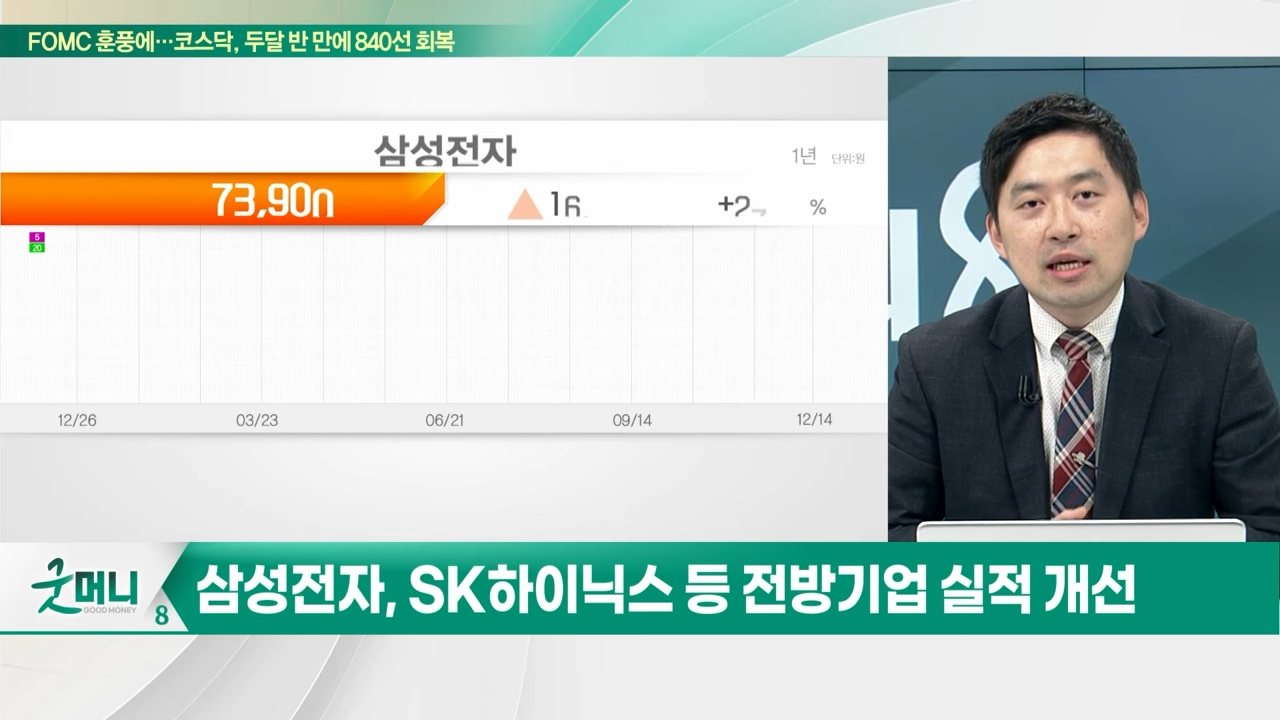 FOMC 훈풍에…코스닥, 두달 반 만에 840선 회복
삼성전자
1년 단위:원
%
5
20
12/26 03/23 06/21 09/14 12/14
굿머니
GOOD MONEY
8
삼성전자, SK하이닉스 등 전방기업 실적 개선